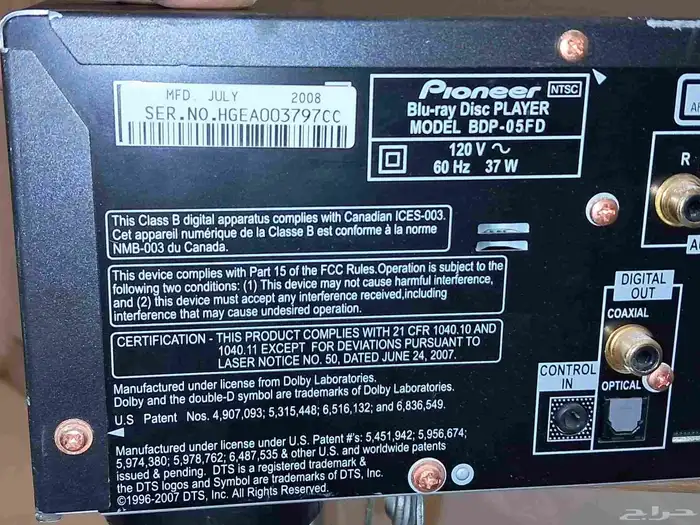 MFD. JULY 2008
SER.NO.HGEA003797CC
Pioneer NTSC
Blu-ray Disc PLAYER
MODEL BDP-05FD
120 V ~
60 Hz 37 W
R
This Class B digital apparatus complies with Canadian ICES-003.
Cet appareil numérique de la Classe B est conforme à la norme
NMB-003 du Canada.
This device complies with Part 15 of the FCC Rules.Operation is subject to the
following two conditions: (1) This device may not cause harmful interference,
and (2) this device must accept any interference received,including
interference that may cause undesired operation.
CERTIFICATION - THIS PRODUCT COMPLIES WITH 21 CFR 1040.10 AND
1040.11 EXCEPT FOR DEVIATIONS PURSUANT TO
LASER NOTICE NO. 50, DATED JUNE 24, 2007.
Manufactured under license from Dolby Laboratories.
Dolby and the double-D symbol are trademarks of Dolby Laboratories.
U.S Patent Nos. 4,907,093; 5,315,448; 6,516,132; and 6,836,549.
Manufactured under license under U.S. Patent #'s: 5,451,942; 5,956,674;
5,974,380; 5,978,762; 6,487,535 & other U.S. and worldwide patents
issued & pending. DTS is a registered trademark &
the DTS logos and Symbol are trademarks of DTS, Inc.
©1996-2007 DTS, Inc. All Rights Reserved.
DIGITAL
OUT
COAXIAL
CONTROL
IN
OPTICAL
حراج